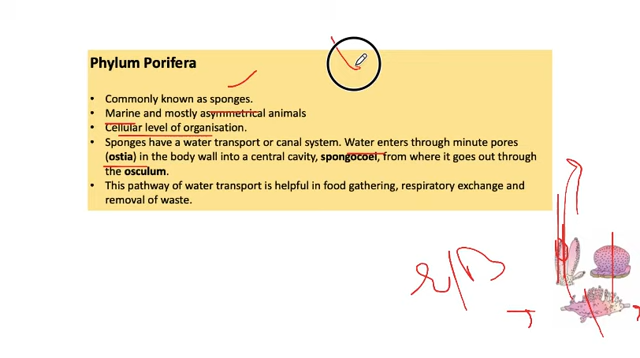 Phylum Porifera
• Commonly known as sponges.
• Marine and mostly asymmetrical animals
• Cellular level of organisation.
• Sponges have a water transport or canal system. Water enters through minute pores
(ostia) in the body wall into a central cavity, spongocoel, from where it goes out through
the osculum.
• This pathway of water transport is helpful in food gathering, respiratory exchange and
removal of waste.